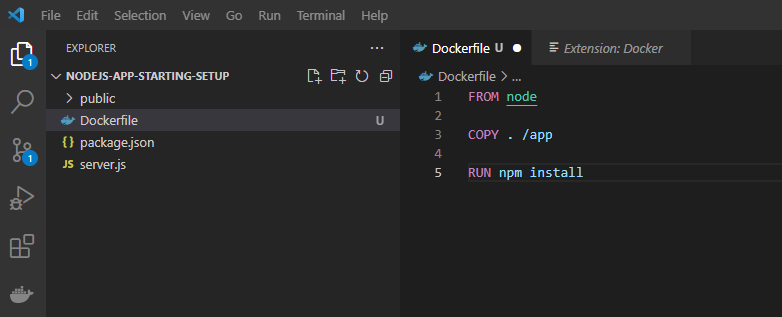 File Edit Selection View Go Run Terminal Help
EXPLORER ...
NODEJS-APP-STARTING-SETUP
public
Dockerfile U
package.json
JS server.js
1
1
Dockerfile U Extension: Docker
Dockerfile > ...
1 FROM node
2
3 COPY . /app
4
5 RUN npm install